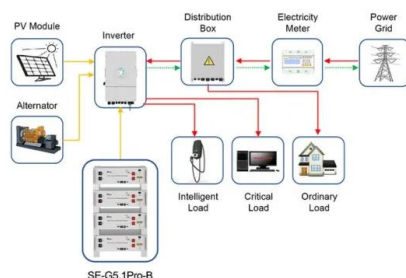 PV Module
Inverter
Distribution
Box
Electricity
Meter
Power
Grid
Alternator
Intelligent
Load
Critical
Load
Ordinary
Load
SE-G5.1Pro-B